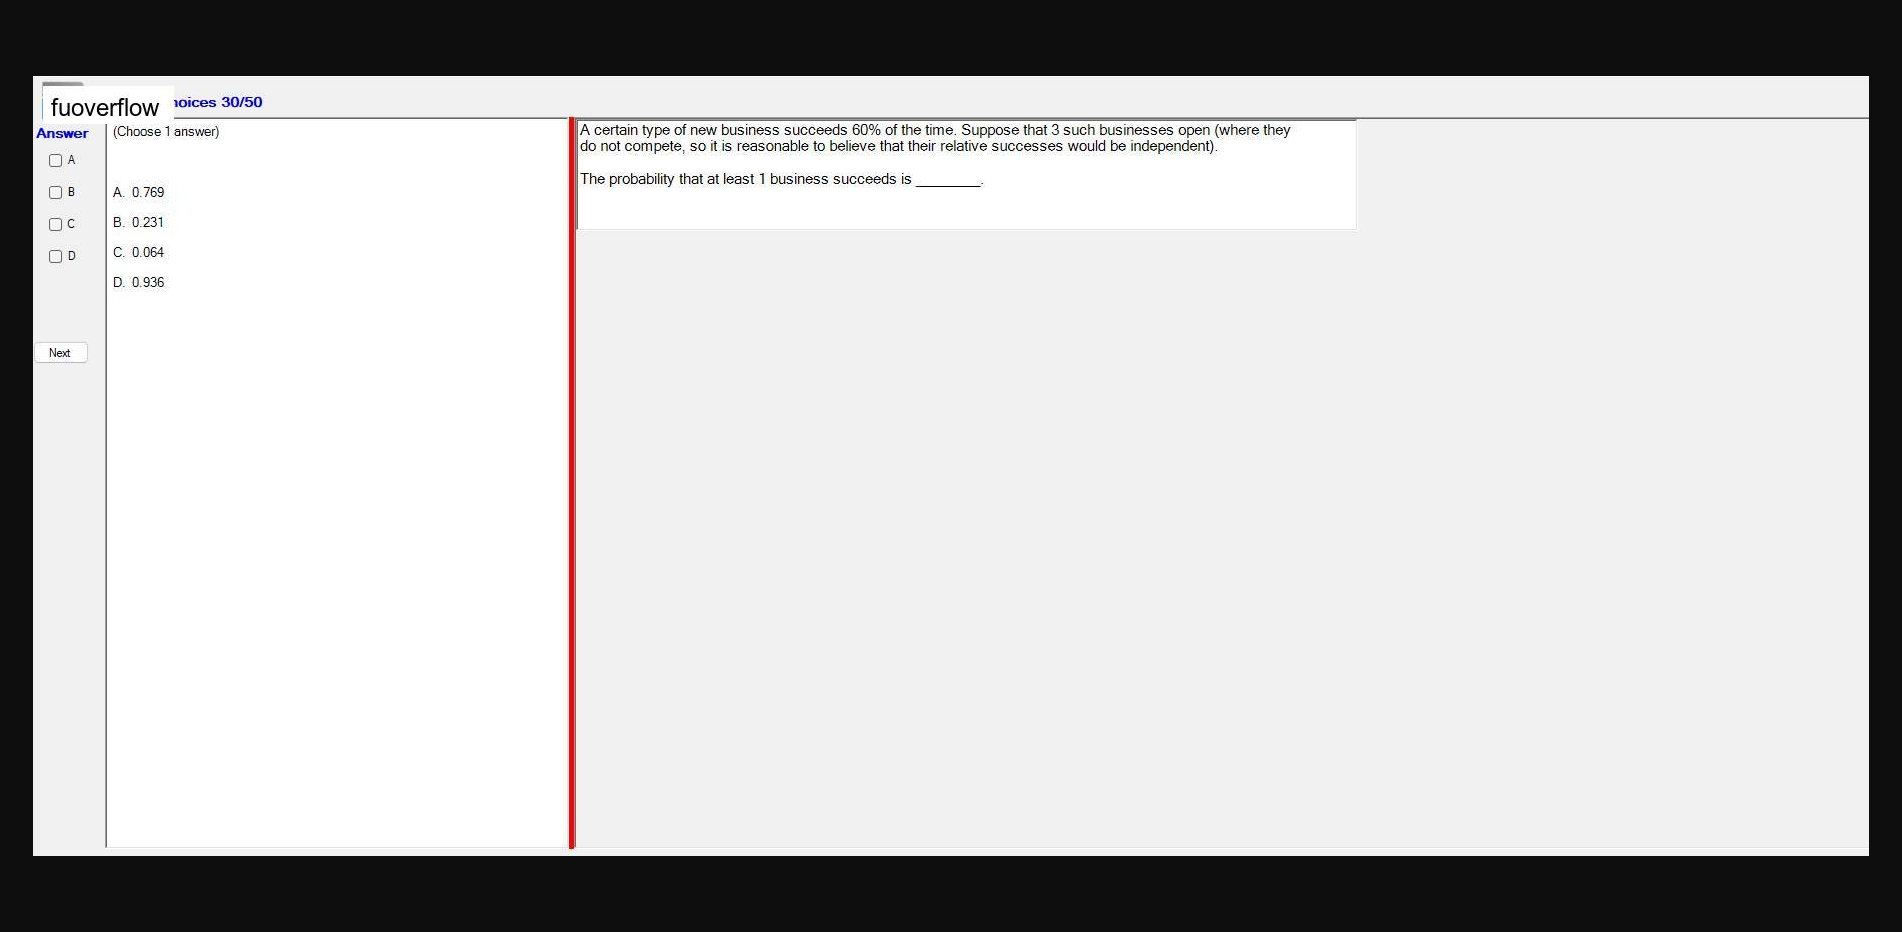 fuoverflow
hoices 30/50
Answer
(Choose 1 answer)
A
B
C
D
A. 0.769
B. 0.231
C. 0.064
D. 0.936
Next
A certain type of new business succeeds 60% of the time. Suppose that 3 such businesses open (where they
do not compete, so it is reasonable to believe that their relative successes would be independent).
The probability that at least 1 business succeeds is ________.